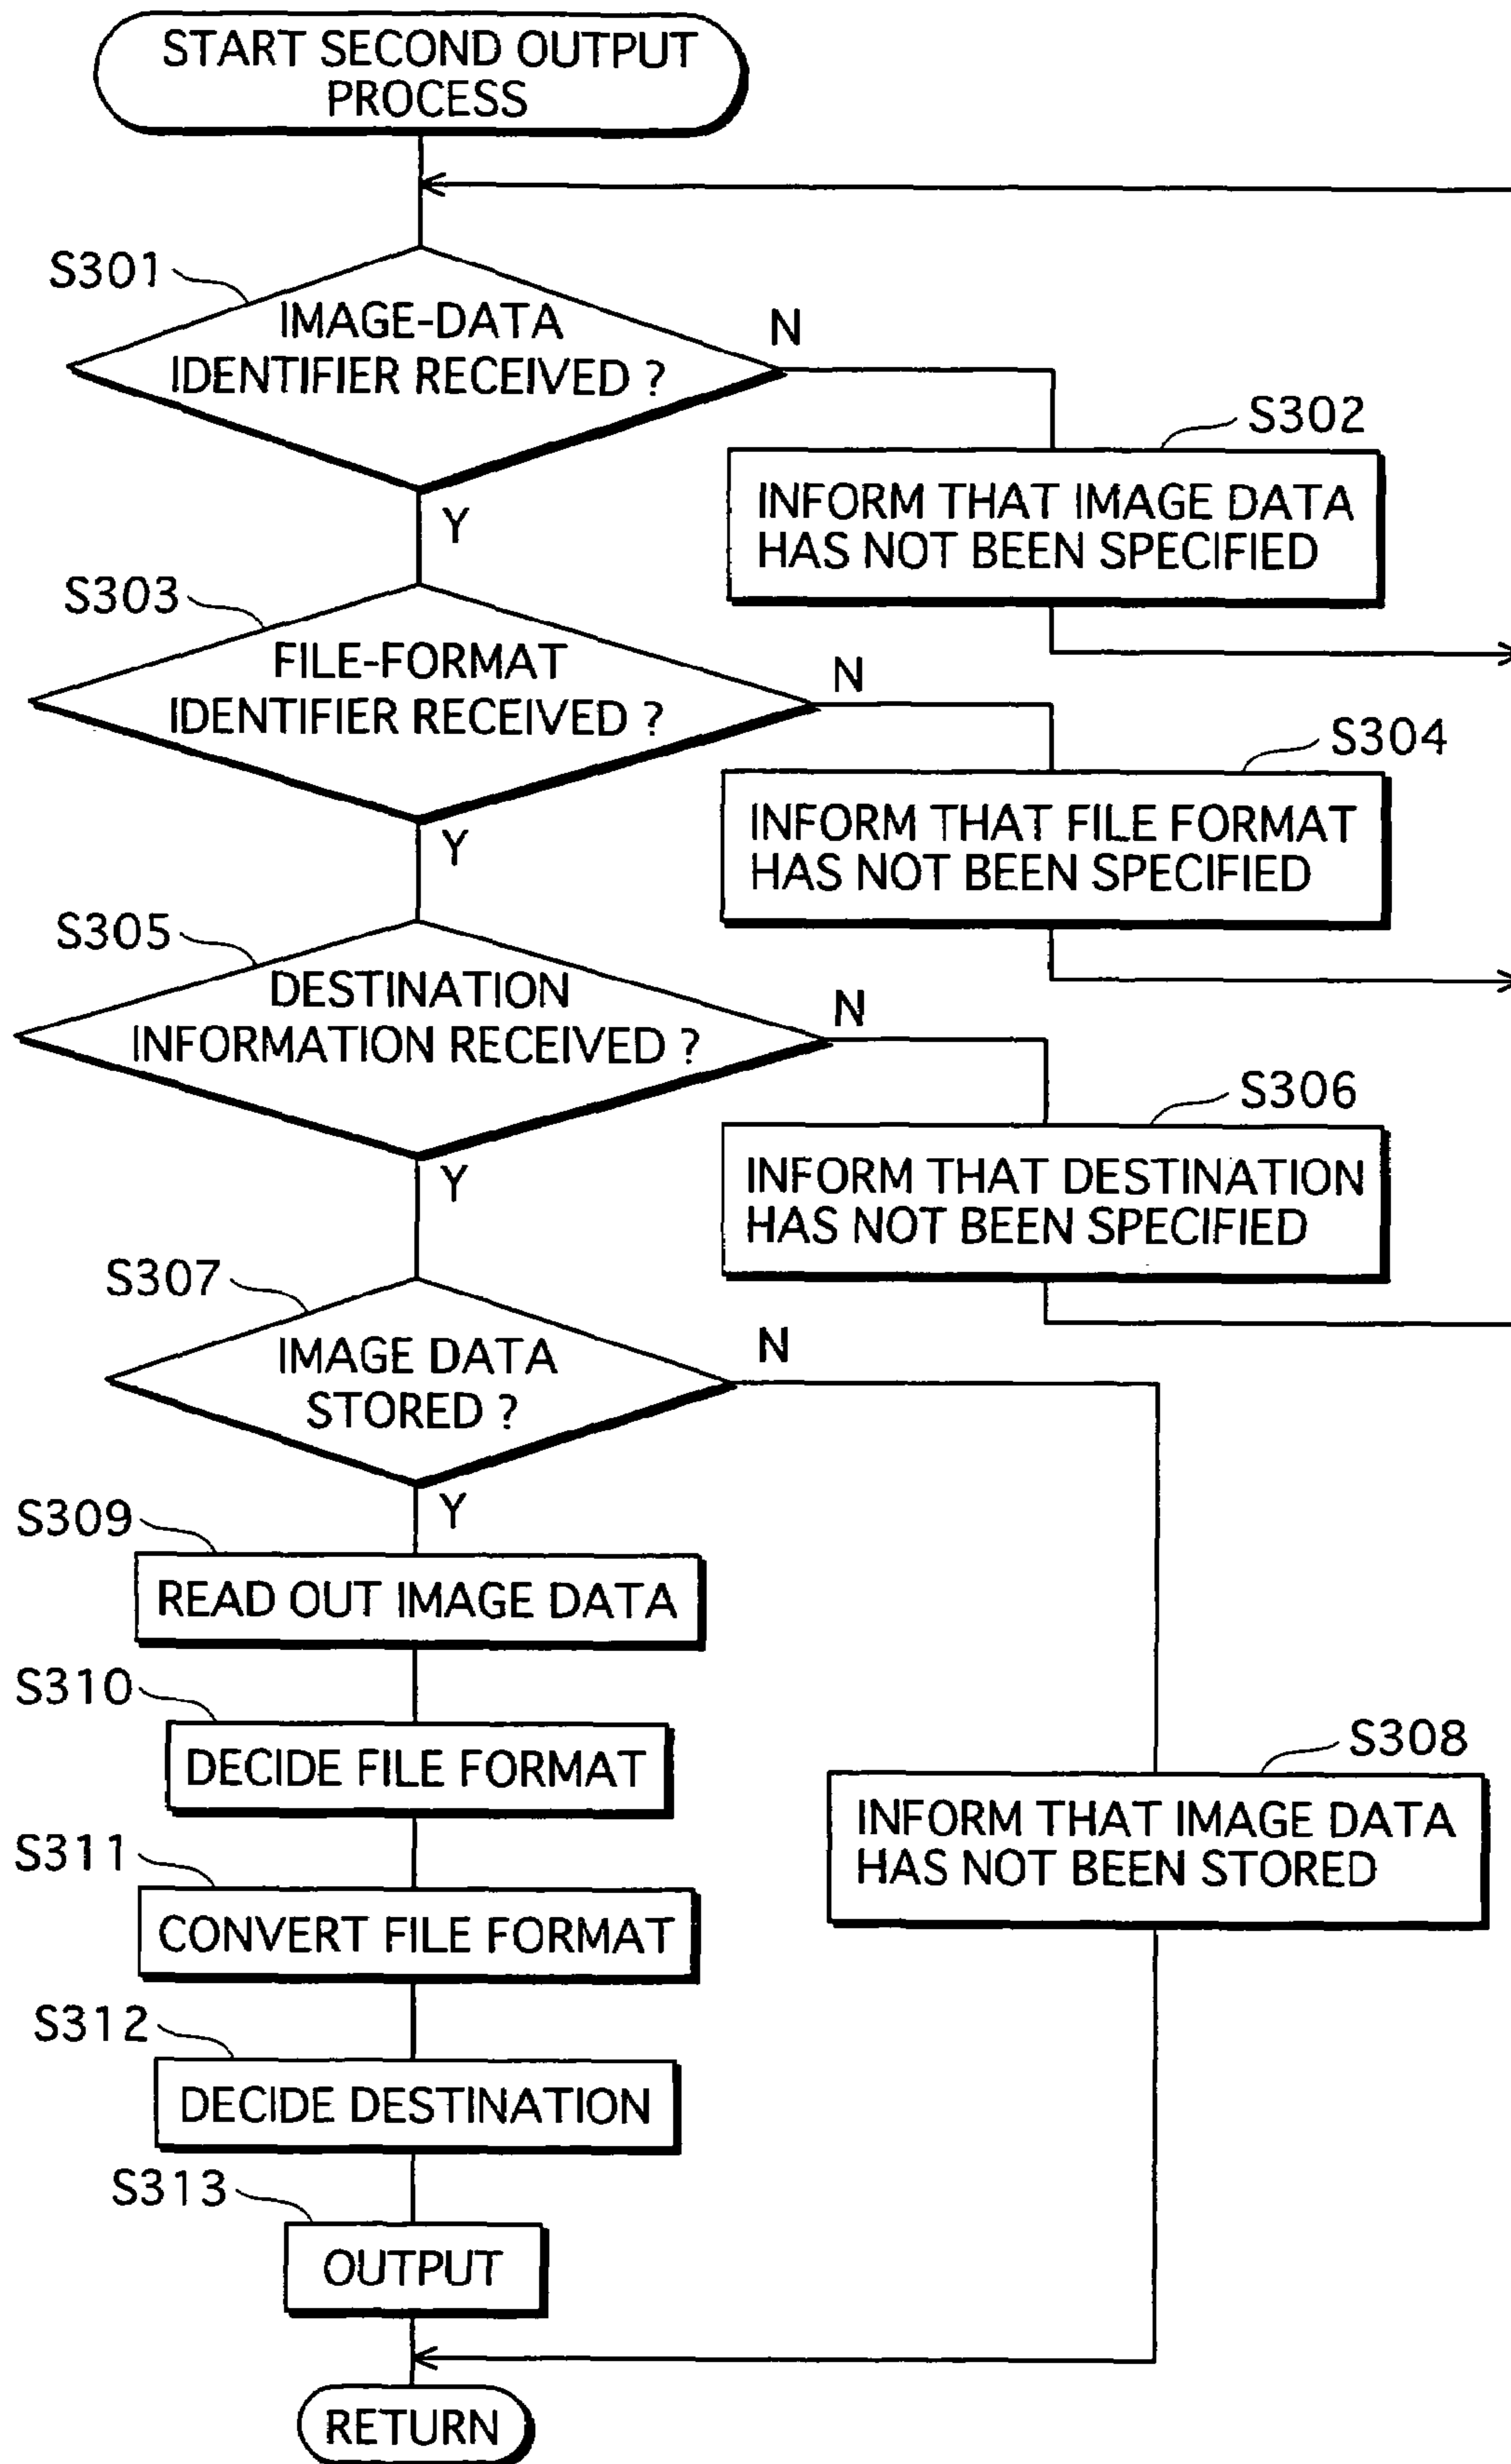 START SECOND OUTPUT
PROCESS
S301
IMAGE-DATA
IDENTIFIER RECEIVED ?
N
S302
INFORM THAT IMAGE DATA
HAS NOT BEEN SPECIFIED
Y
S303
FILE-FORMAT
IDENTIFIER RECEIVED ?
N
S304
INFORM THAT FILE FORMAT
HAS NOT BEEN SPECIFIED
Y
S305
DESTINATION
INFORMATION RECEIVED ?
N
S306
INFORM THAT DESTINATION
HAS NOT BEEN SPECIFIED
Y
S307
IMAGE DATA
STORED ?
N
Y
S309
READ OUT IMAGE DATA
S310
DECIDE FILE FORMAT
S308
INFORM THAT IMAGE DATA
HAS NOT BEEN STORED
S311
CONVERT FILE FORMAT
S312
DECIDE DESTINATION
S313
OUTPUT
RETURN